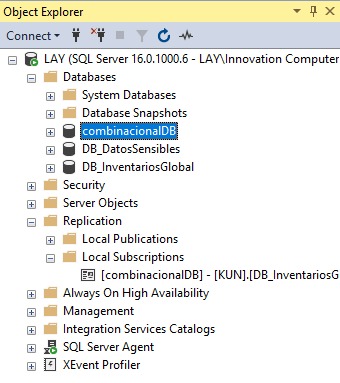 Object Explorer
Connect
LAY (SQL Server 16.0.1000.6 - LAY\Innovation Computer
Databases
System Databases
Database Snapshots
combinacionalDB
DB_DatosSensibles
DB_InventariosGlobal
Security
Server Objects
Replication
Local Publications
Local Subscriptions
[combinacionalDB] - [KUN].[DB_InventariosG
Always On High Availability
Management
Integration Services Catalogs
SQL Server Agent
XEvent Profiler